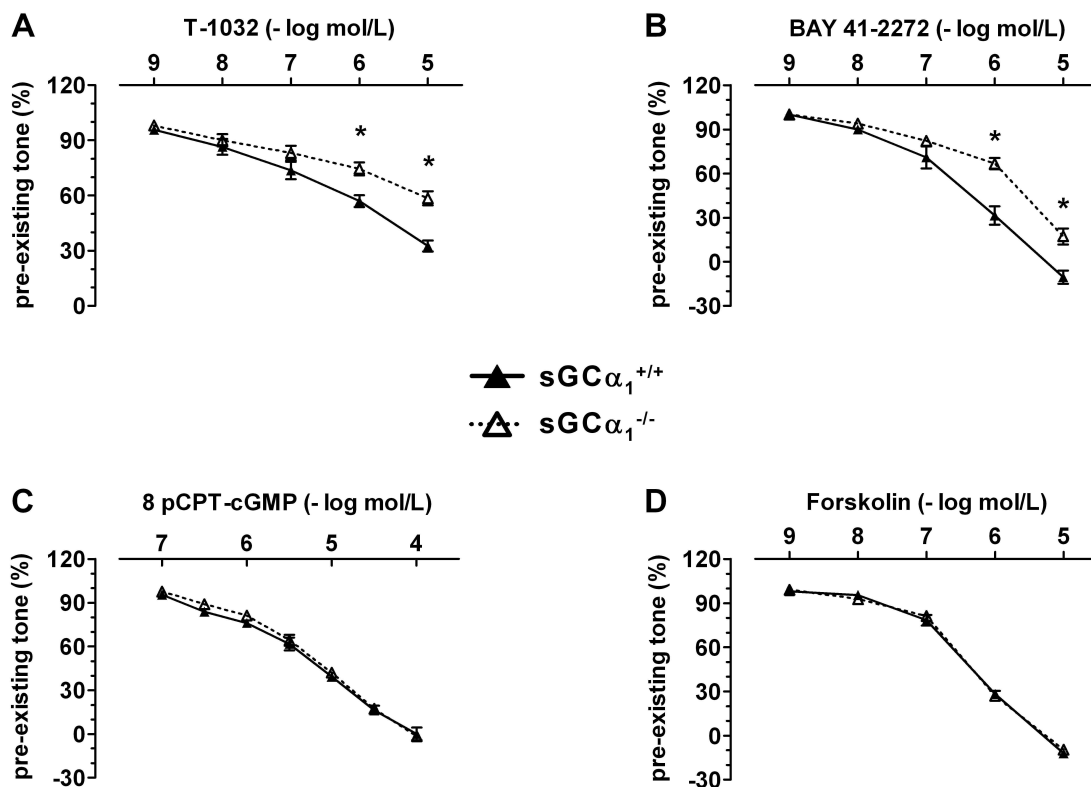 A
T-1032 (- log mol/L)
9 8 7 6 5
pre-existing tone (%)
120
90
60
30
0
* *
B
BAY 41-2272 (- log mol/L)
9 8 7 6 5
pre-existing tone (%)
120
90
60
30
0
-30
* *
sGCα₁⁺/⁺
sGCα₁⁻/⁻
C
8 pCPT-cGMP (- log mol/L)
7 6 5 4
pre-existing tone (%)
120
90
60
30
0
-30
D
Forskolin (- log mol/L)
9 8 7 6 5
pre-existing tone (%)
120
90
60
30
0
-30